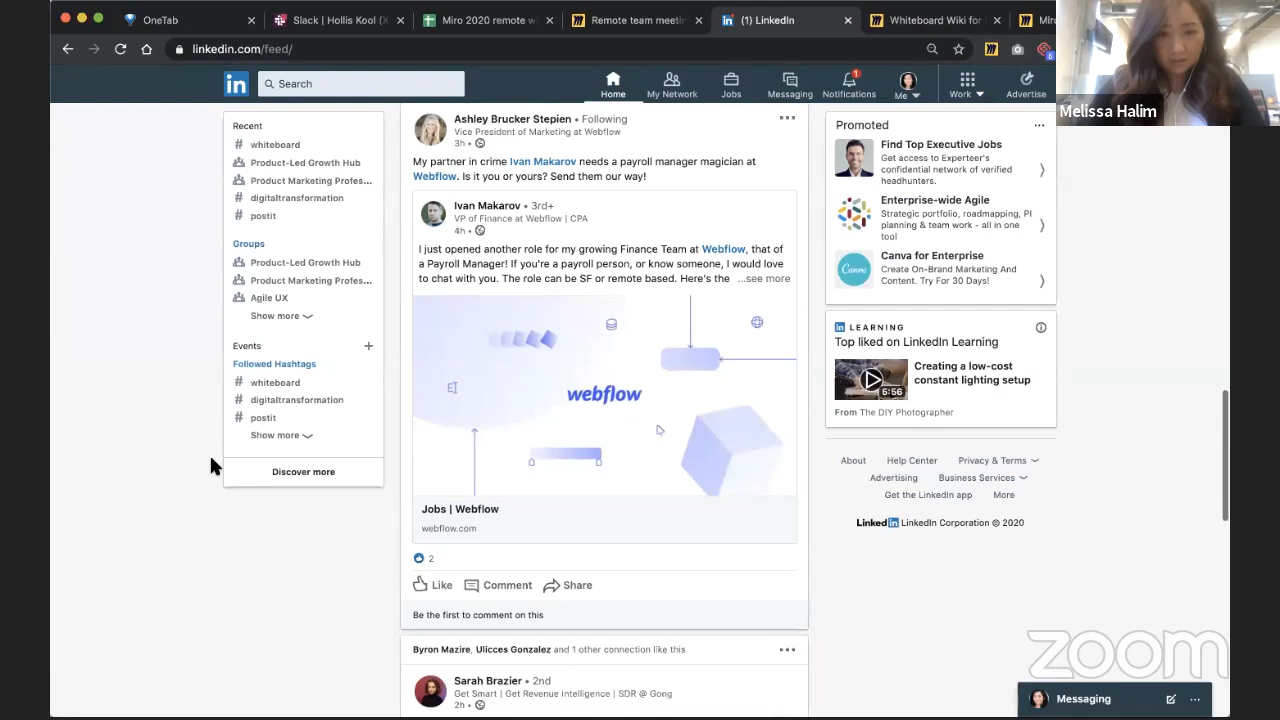 OneTab
Slack | Hollis Kool (
Miro 2020 remote w
Remote team meeti
(1) LinkedIn
Whiteboard Wiki for
Mir
linkedin.com/feed/
6
Melissa Halim
in
Search
Home
My Network
Jobs
Messaging
1
Notifications
Me
Work
Advertise
Recent
# whiteboard
Product-Led Growth Hub
Product Marketing Profes...
# digitaltransformation
# postit
Groups
Product-Led Growth Hub
Product Marketing Profes...
Agile UX
Show more
Events +
Followed Hashtags
# whiteboard
# digitaltransformation
# postit
Show more
Discover more
Ashley Brucker Stepien • Following
Vice President of Marketing at Webflow
3h •
My partner in crime Ivan Makarov needs a payroll manager magician at
Webflow. Is it you or yours? Send them our way!
Ivan Makarov • 3rd+
VP of Finance at Webflow | CPA
4h •
I just opened another role for my growing Finance Team at Webflow, that of
a Payroll Manager! If you're a payroll person, or know someone, I would love
to chat with you. The role can be SF or remote based. Here's the ...see more
webflow
Jobs | Webflow
webflow.com
2
Like Comment Share
Be the first to comment on this
Byron Mazire, Ulicces Gonzalez and 1 other connection like this
Sarah Brazier • 2nd
Get Smart | Get Revenue Intelligence | SDR @ Gong
2h •
Promoted
Find Top Executive Jobs
Get access to Experteer's
confidential network of verified
headhunters.
Enterprise-wide Agile
Strategic portfolio, roadmapping, PI
planning & team work - all in one
tool
Canva
Canva for Enterprise
Create On-Brand Marketing And
Content. Try For 30 Days!
in LEARNING
Top liked on LinkedIn Learning
5:56
Creating a low-cost
constant lighting setup
From The DIY Photographer
About Help Center Privacy & Terms
Advertising Business Services
Get the LinkedIn app More
LinkedIn LinkedIn Corporation © 2020
zoom
Messaging